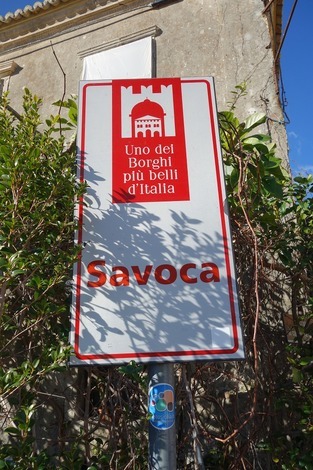 Uno dei
Borghi
più belli
d'Italia
Savoca